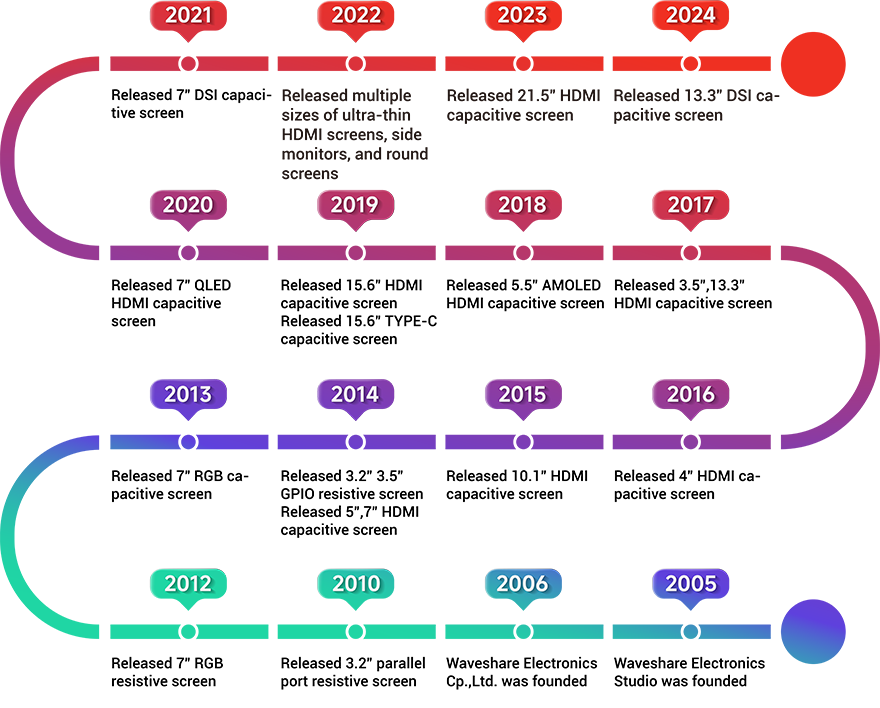 2021
2022
2023
2024
Released 7" DSI capaci-
tive screen
Released multiple
sizes of ultra-thin
HDMI screens, side
monitors, and round
screens
Released 21.5" HDMI
capacitive screen
Released 13.3" DSI ca-
pacitive screen
2020
2019
2018
2017
Released 7" QLED
HDMI capacitive
screen
Released 15.6" HDMI
capacitive screen
Released 15.6" TYPE-C
capacitive screen
Released 5.5" AMOLED
HDMI capacitive screen
Released 3.5",13.3"
HDMI capacitive screen
2013
2014
2015
2016
Released 7" RGB ca-
pacitive screen
Released 3.2" 3.5"
GPIO resistive screen
Released 5",7" HDMI
capacitive screen
Released 10.1" HDMI
capacitive screen
Released 4" HDMI ca-
pacitive screen
2012
2010
2006
2005
Released 7" RGB
resistive screen
Released 3.2" parallel
port resistive screen
Waveshare Electronics
Cp.,Ltd. was founded
Waveshare Electronics
Studio was founded